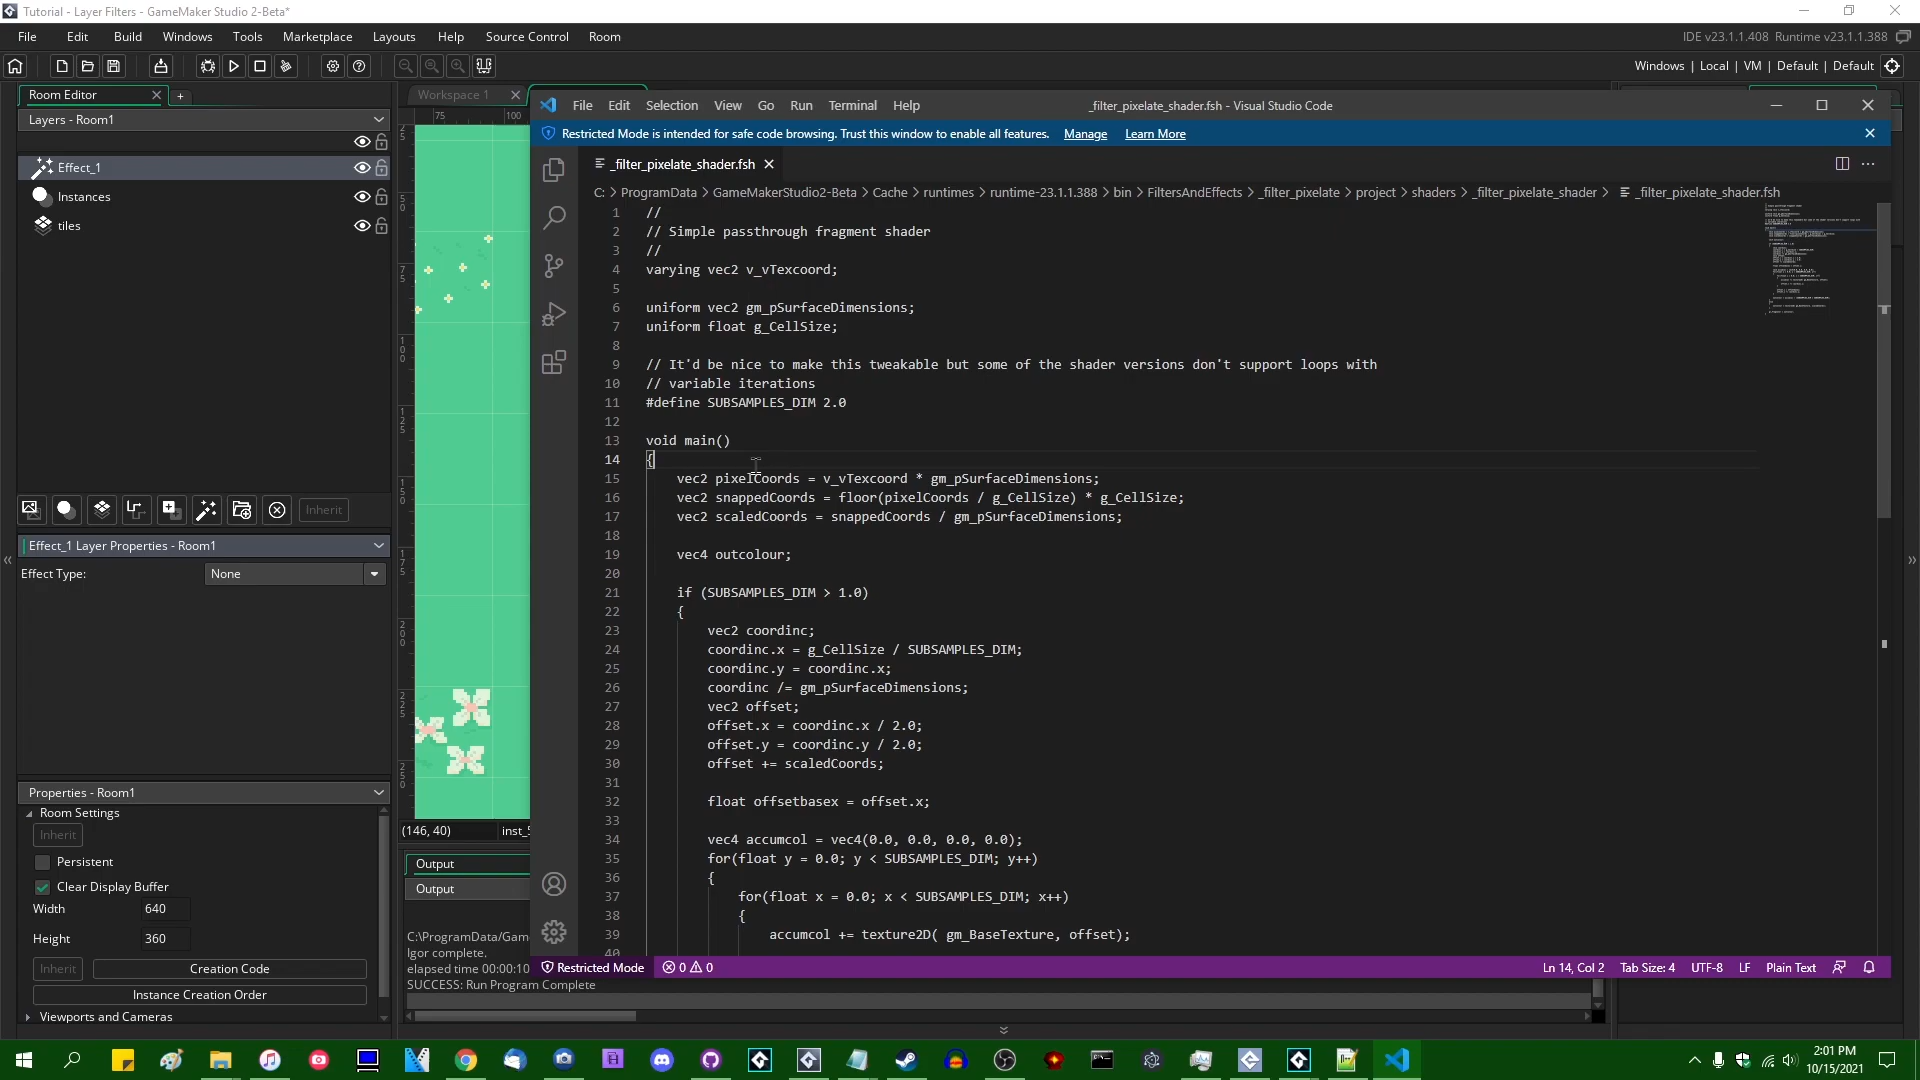 Tutorial - Layer Filters - GameMaker Studio 2-Beta*
File Edit Build Windows Tools Marketplace Layouts Help Source Control Room
IDE v23.1.1.408 Runtime v23.1.1.388
Windows | Local | VM | Default | Default
Room Editor
Workspace 1
Layers - Room1
Effect_1
Instances
tiles
Inherit
Effect_1 Layer Properties - Room1
Effect Type: None
Properties - Room1
Room Settings
Inherit
Persistent
Clear Display Buffer
Width 640
Height 360
Inherit Creation Code
Instance Creation Order
Viewports and Cameras
75 100
(146, 40)
Output
Output
C:\ProgramData/Gam
Igor complete.
elapsed time 00:00:10
SUCCESS: Run Program Complete
File Edit Selection View Go Run Terminal Help
_filter_pixelate_shader.fsh - Visual Studio Code
Restricted Mode is intended for safe code browsing. Trust this window to enable all features. Manage Learn More
_filter_pixelate_shader.fsh
C: > ProgramData > GameMakerStudio2-Beta > Cache > runtimes > runtime-23.1.1.388 > bin > FiltersAndEffects > _filter_pixelate > project > shaders > _filter_pixelate_shader > _filter_pixelate_shader.fsh
1 //
2 // Simple passthrough fragment shader
3 //
4 varying vec2 v_vTexcoord;
5
6 uniform vec2 gm_pSurfaceDimensions;
7 uniform float g_CellSize;
8
9 // It'd be nice to make this tweakable but some of the shader versions don't support loops with
10 // variable iterations
11 #define SUBSAMPLES_DIM 2.0
12
13 void main()
14 {
15 vec2 pixelCoords = v_vTexcoord * gm_pSurfaceDimensions;
16 vec2 snappedCoords = floor(pixelCoords / g_CellSize) * g_CellSize;
17 vec2 scaledCoords = snappedCoords / gm_pSurfaceDimensions;
18
19 vec4 outcolour;
20
21 if (SUBSAMPLES_DIM > 1.0)
22 {
23 vec2 coordinc;
24 coordinc.x = g_CellSize / SUBSAMPLES_DIM;
25 coordinc.y = coordinc.x;
26 coordinc /= gm_pSurfaceDimensions;
27 vec2 offset;
28 offset.x = coordinc.x / 2.0;
29 offset.y = coordinc.y / 2.0;
30 offset += scaledCoords;
31
32 float offsetbasex = offset.x;
33
34 vec4 accumcol = vec4(0.0, 0.0, 0.0, 0.0);
35 for(float y = 0.0; y < SUBSAMPLES_DIM; y++)
36 {
37 for(float x = 0.0; x < SUBSAMPLES_DIM; x++)
38 {
39 accumcol += texture2D( gm_BaseTexture, offset);
40
Restricted Mode 0 0
Ln 14, Col 2 Tab Size: 4 UTF-8 LF Plain Text
2:01 PM
10/15/2021